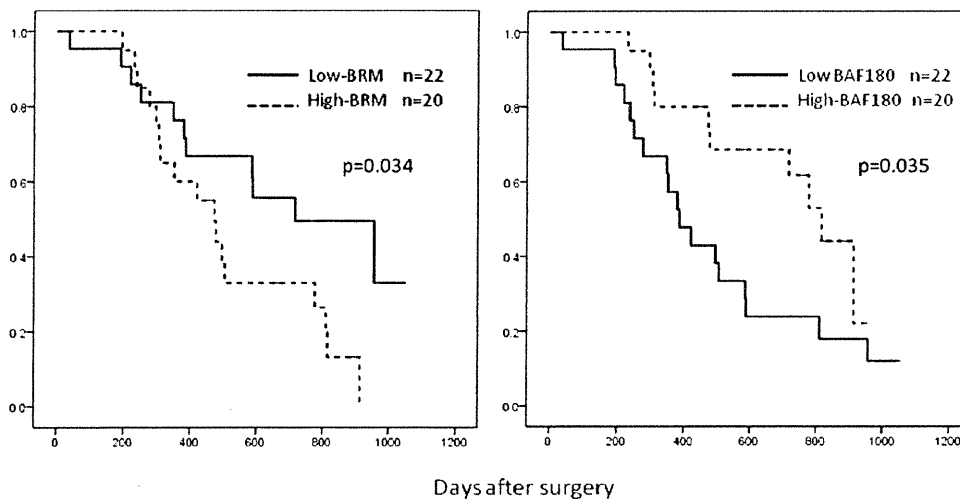 1.0
0.8
0.6
0.4
0.2
0.0
0 200 400 600 800 1000 1200
Low-BRM n=22
High-BRM n=20
p=0.034
1.0
0.8
0.6
0.4
0.2
0.0
0 200 400 600 800 1000 1200
Low BAF180 n=22
High-BAF180 n=20
p=0.035
Days after surgery